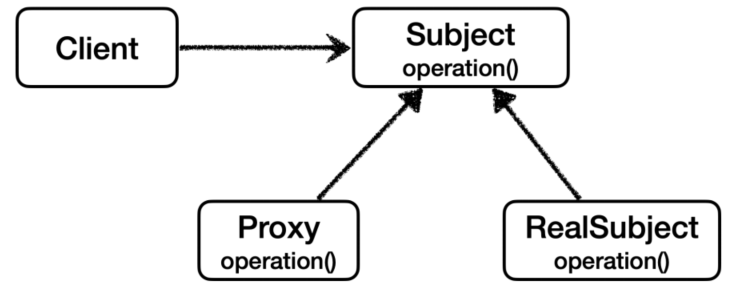 Client
Subject
operation()
Proxy
operation()
RealSubject
operation()